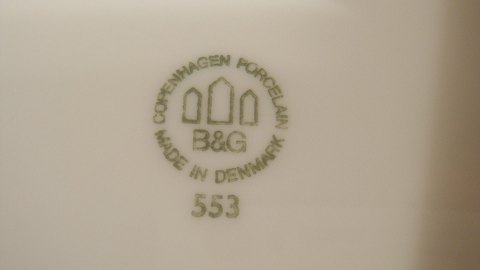 COPENHAGEN PORCELAIN
B&G
MADE IN DENMARK
553